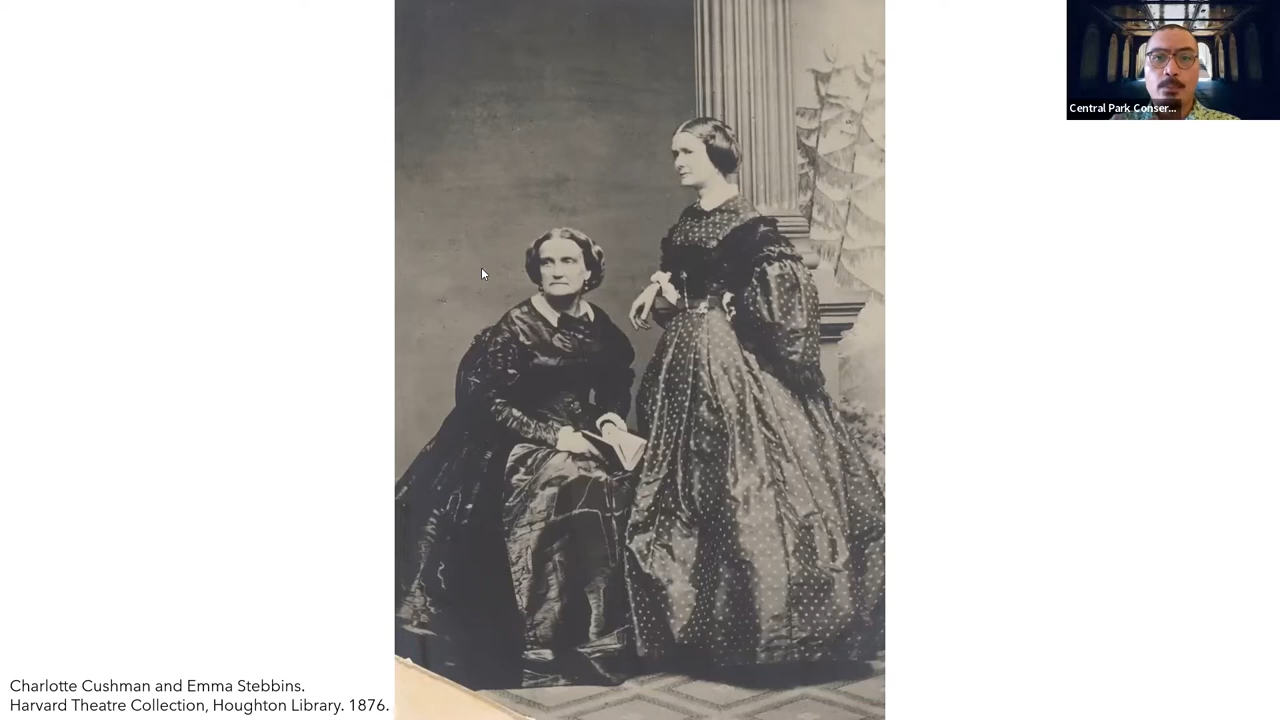 Central Park Conser...
Charlotte Cushman and Emma Stebbins.
Harvard Theatre Collection, Houghton Library. 1876.